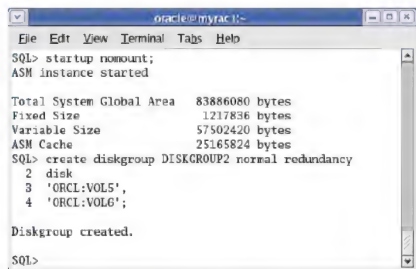 oracle@myrac1:~
File Edit View Terminal Tabs Help
SQL> startup nomount;
ASM instance started
Total System Global Area 83886080 bytes
Fixed Size 1217836 bytes
Variable Size 57502420 bytes
ASM Cache 25165824 bytes
SQL> create diskgroup DISKGROUP2 normal redundancy
2 disk
3 'ORCL:VOL5',
4 'ORCL:VOL6';
Diskgroup created.
SQL>